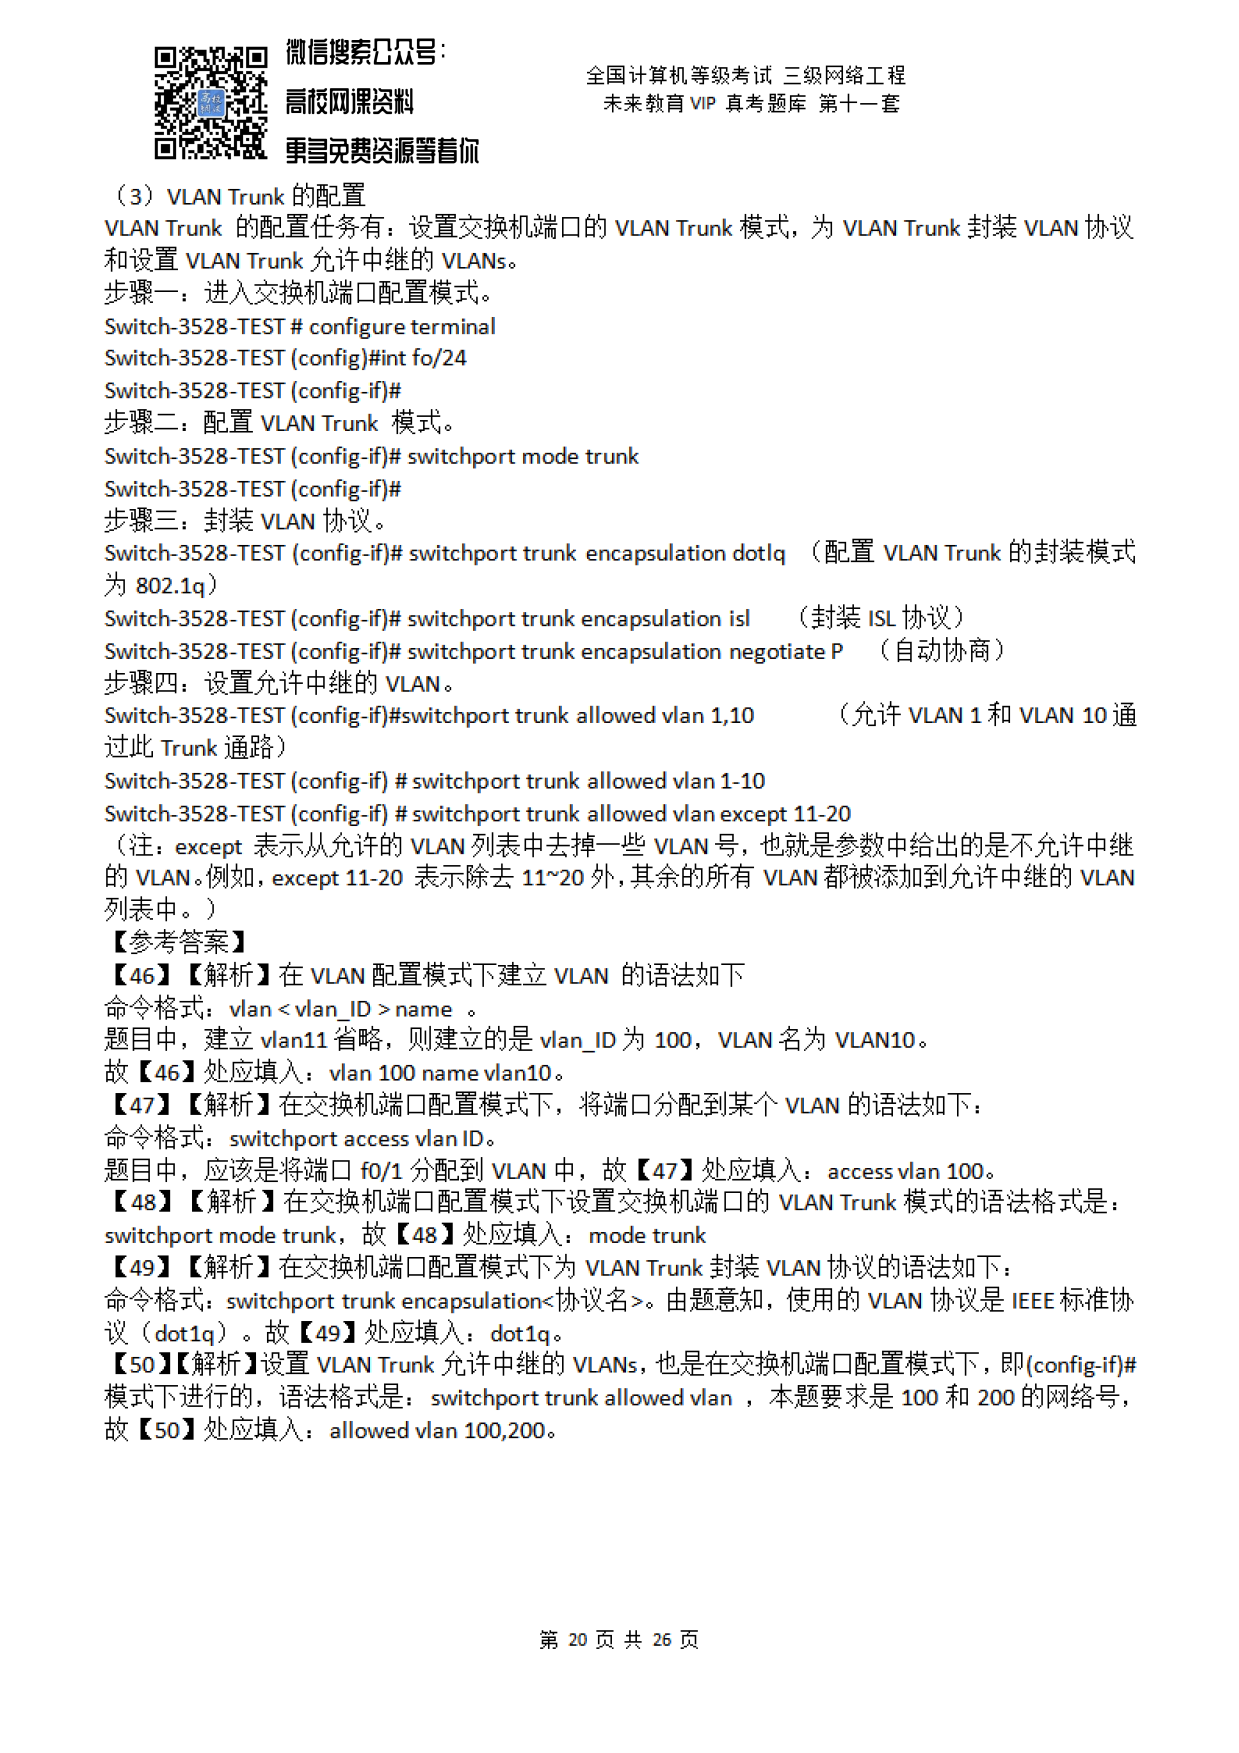 微信搜索公众号：
高校网课资料
更多免费资源等着你
全国计算机等级考试 三级网络工程
未来教育 VIP 真考题库 第十一套
（3）VLAN Trunk 的配置
VLAN Trunk 的配置任务有：设置交换机端口的 VLAN Trunk 模式，为 VLAN Trunk 封装 VLAN 协议
和设置 VLAN Trunk 允许中继的 VLANs。
步骤一：进入交换机端口配置模式。
Switch-3528-TEST # configure terminal
Switch-3528-TEST (config)#int fo/24
Switch-3528-TEST (config-if)#
步骤二：配置 VLAN Trunk 模式。
Switch-3528-TEST (config-if)# switchport mode trunk
Switch-3528-TEST (config-if)#
步骤三：封装 VLAN 协议。
Switch-3528-TEST (config-if)# switchport trunk encapsulation dotlq （配置 VLAN Trunk 的封装模式
为 802.1q）
Switch-3528-TEST (config-if)# switchport trunk encapsulation isl （封装 ISL 协议）
Switch-3528-TEST (config-if)# switchport trunk encapsulation negotiate P （自动协商）
步骤四：设置允许中继的 VLAN。
Switch-3528-TEST (config-if)#switchport trunk allowed vlan 1,10 （允许 VLAN 1 和 VLAN 10 通
过此 Trunk 通路）
Switch-3528-TEST (config-if) # switchport trunk allowed vlan 1-10
Switch-3528-TEST (config-if) # switchport trunk allowed vlan except 11-20
（注：except 表示从允许的 VLAN 列表中去掉一些 VLAN 号，也就是参数中给出的是不允许中继
的 VLAN。例如，except 11-20 表示除去 11~20 外，其余的所有 VLAN 都被添加到允许中继的 VLAN
列表中。）
【参考答案】
【46】【解析】在 VLAN 配置模式下建立 VLAN 的语法如下
命令格式：vlan < vlan_ID > name 。
题目中，建立 vlan11 省略，则建立的是 vlan_ID 为 100，VLAN 名为 VLAN10。
故【46】处应填入：vlan 100 name vlan10。
【47】【解析】在交换机端口配置模式下，将端口分配到某个 VLAN 的语法如下：
命令格式：switchport access vlan ID。
题目中，应该是将端口 f0/1 分配到 VLAN 中，故【47】处应填入：access vlan 100。
【48】【解析】在交换机端口配置模式下设置交换机端口的 VLAN Trunk 模式的语法格式是：
switchport mode trunk，故【48】处应填入：mode trunk
【49】【解析】在交换机端口配置模式下为 VLAN Trunk 封装 VLAN 协议的语法如下：
命令格式：switchport trunk encapsulation<协议名>。由题意知，使用的 VLAN 协议是 IEEE 标准协
议（dot1q）。故【49】处应填入：dot1q。
【50】【解析】设置 VLAN Trunk 允许中继的 VLANs，也是在交换机端口配置模式下，即(config-if)#
模式下进行的，语法格式是：switchport trunk allowed vlan ，本题要求是 100 和 200 的网络号，
故【50】处应填入：allowed vlan 100,200。
第 20 页 共 26 页